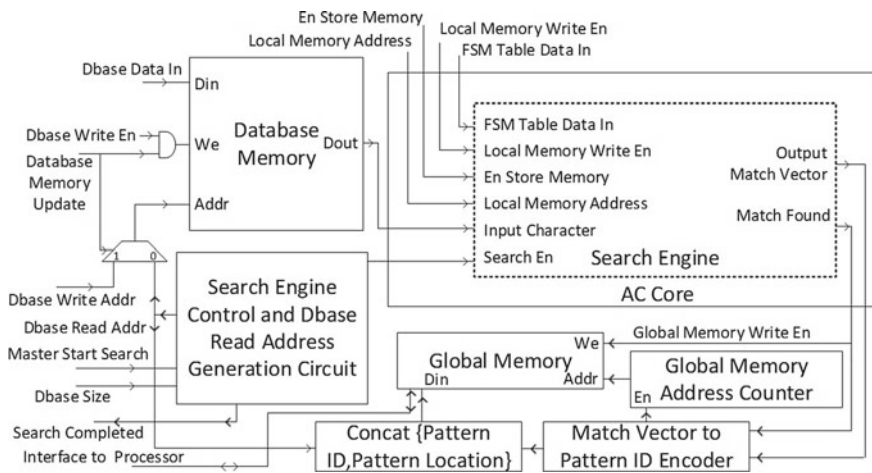 En Store Memory
Local Memory Address
Local Memory Write En
FSM Table Data In
Dbase Data In
Din
Dbase Write En
Database
Memory
Update
We
Database
Memory
Dout
Addr
1 0
Dbase Write Addr
Dbase Read Addr
Master Start Search
Dbase Size
Search Completed
Interface to Processor
Search Engine
Control and Dbase
Read Address
Generation Circuit
FSM Table Data In
Local Memory Write En
En Store Memory
Local Memory Address
Input Character
Search En
Output
Match Vector
Match Found
Search Engine
AC Core
We
Global Memory
Din
Addr
Global Memory Write En
Global Memory
Address Counter
En
Concat {Pattern
ID,Pattern Location}
Match Vector to
Pattern ID Encoder